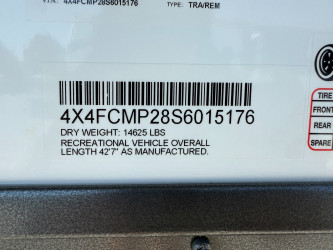 V.I.N.: 4X4FCMP28S6015176 TYPE: TRA/REM
4X4FCMP28S6015176
DRY WEIGHT: 14625 LBS
RECREATIONAL VEHICLE OVERALL
LENGTH 42'7" AS MANUFACTURED.
TIRE
FRONT
REAR
SPARE